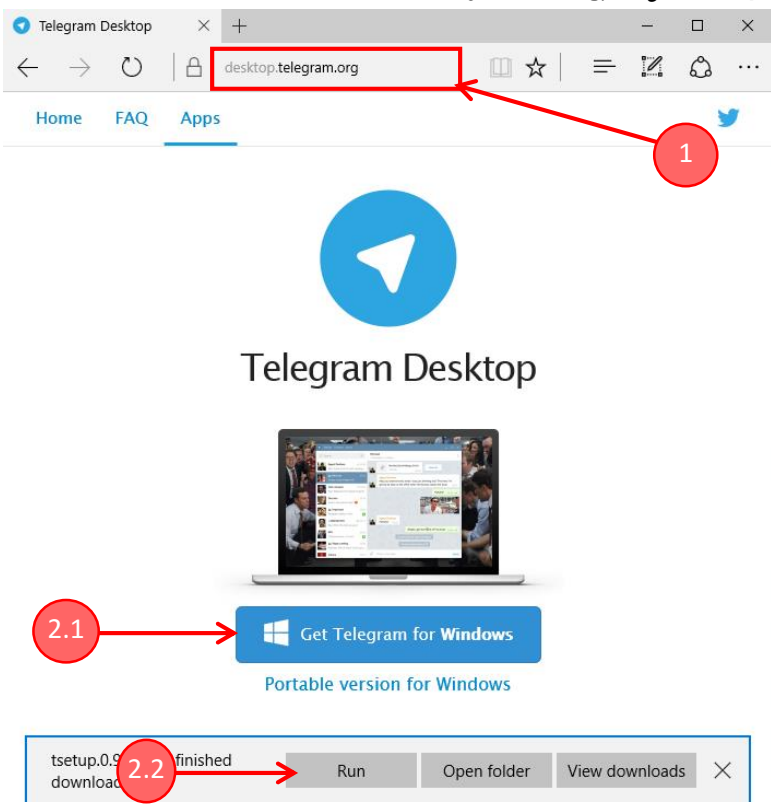 Telegram Desktop
desktop.telegram.org
1
Home FAQ Apps
Telegram Desktop
2.1
Get Telegram for Windows
Portable version for Windows
tsetup.0.9 finished
2.2
Run Open folder View downloads